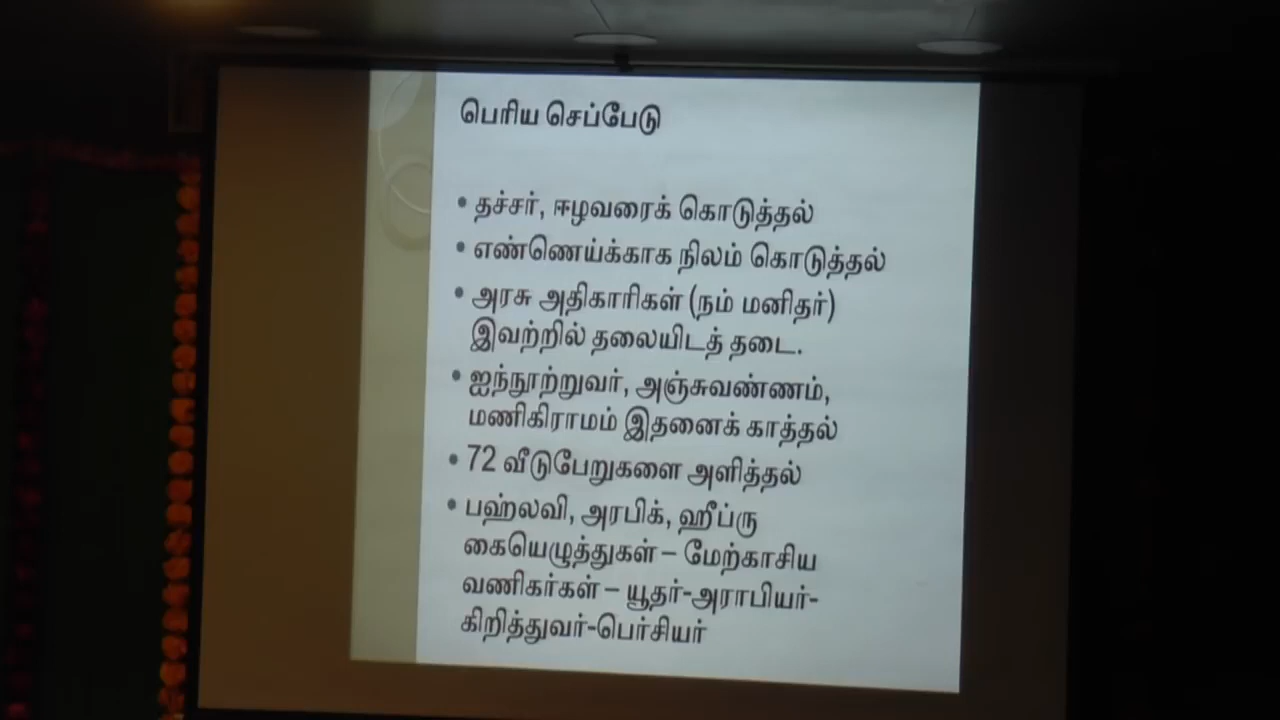 பெரிய செப்பேடு
• தச்சர், ஈழவரைக் கொடுத்தல்
• எண்ணெய்க்காக நிலம் கொடுத்தல்
• அரசு அதிகாரிகள் (நம் மனிதர்)
இவற்றில் தலையிடத் தடை.
• ஐந்நூற்றுவர், அஞ்சுவண்ணம்,
மணிகிராமம் இதனைக் காத்தல்
• 72 வீடுபேறுகளை அளித்தல்
• பஹ்லவி, அரபிக், ஹீப்ரு
கையெழுத்துகள் – மேற்காசிய
வணிகர்கள் – யூதர்-அராபியர்-
கிறித்துவர்-பெர்சியர்